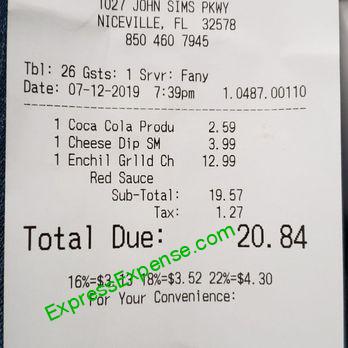 1027 JOHN SIMS PKWY
NICEVILLE, FL 32578
850 460 7945
Tbl: 26 Gsts: 1 Srvr: Fany
Date: 07-12-2019 7:39pm 1.0487.00110
1 Coca Cola Produ 2.59
1 Cheese Dip SM 3.99
1 Enchil Grlld Ch 12.99
Red Sauce
Sub-Total: 19.57
Tax: 1.27
Total Due: 20.84
16%=$3.13 18%=$3.52 22%=$4.30
For Your Convenience:
ExpressExpense.com